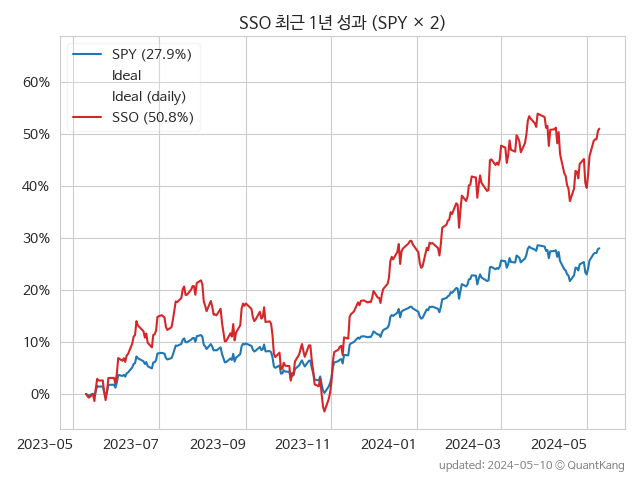 SSO 최근 1년 성과 (SPY × 2)
SPY (27.9%)
Ideal
Ideal (daily)
SSO (50.8%)
60%
50%
40%
30%
20%
10%
0%
2023-05 2023-07 2023-09 2023-11 2024-01 2024-03 2024-05
updated: 2024-05-10 © QuantKang